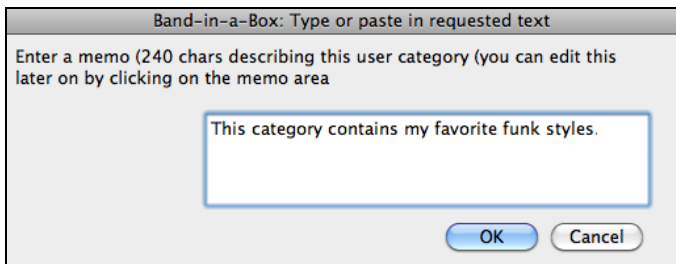 Band-in-a-Box: Type or paste in requested text
Enter a memo (240 chars describing this user category (you can edit this
later on by clicking on the memo area
This category contains my favorite funk styles.
OK Cancel